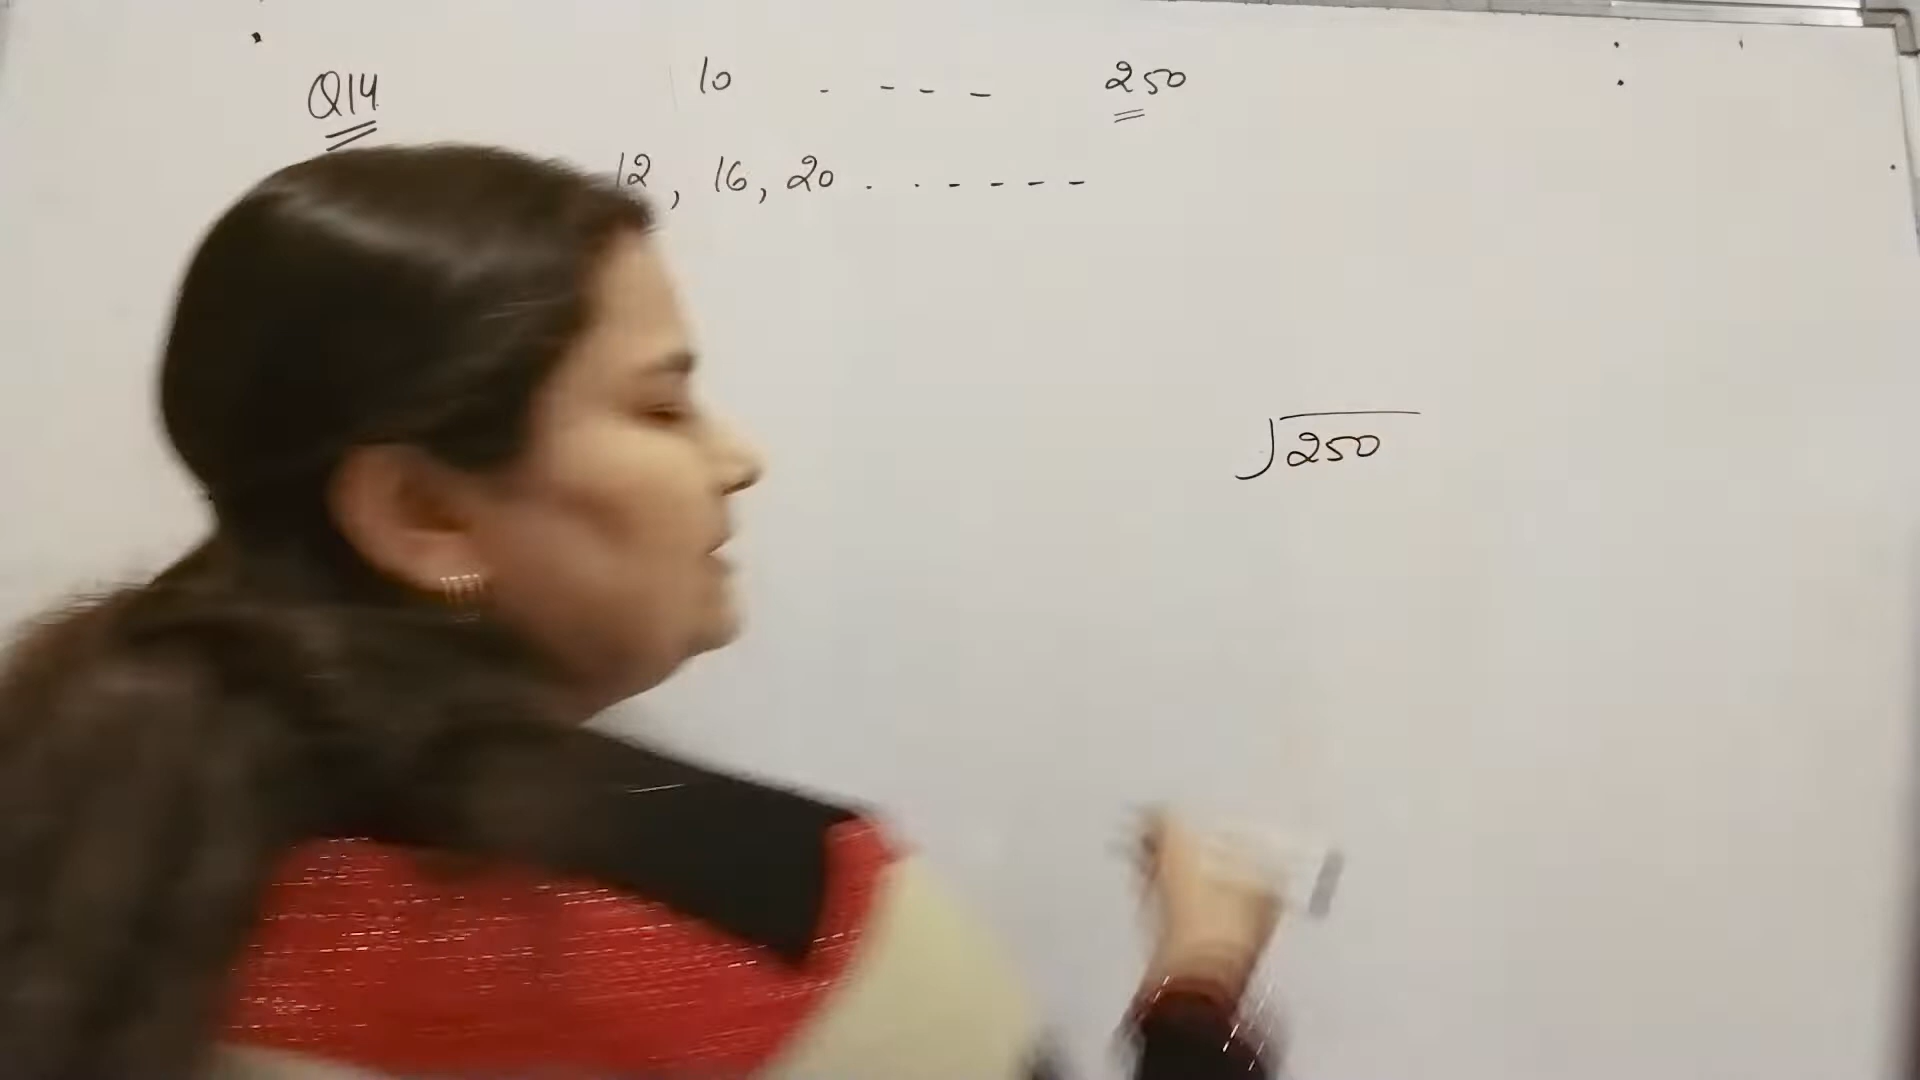 Q14 10 . - - - 250
12, 16, 20 . . - - - -
√250